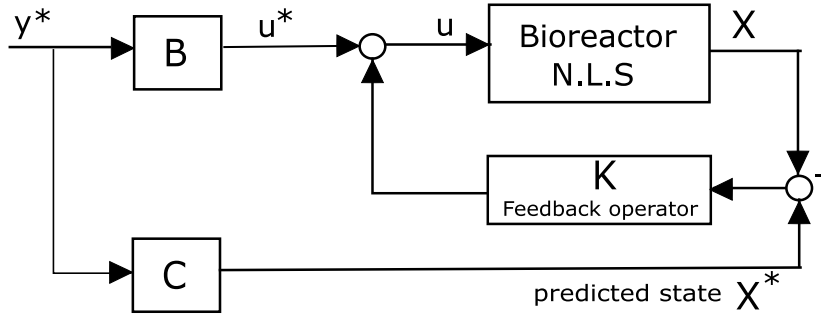 y*
B
u*
u
Bioreactor
N.L.S
X
-
K
Feedback operator
C
predicted state X*